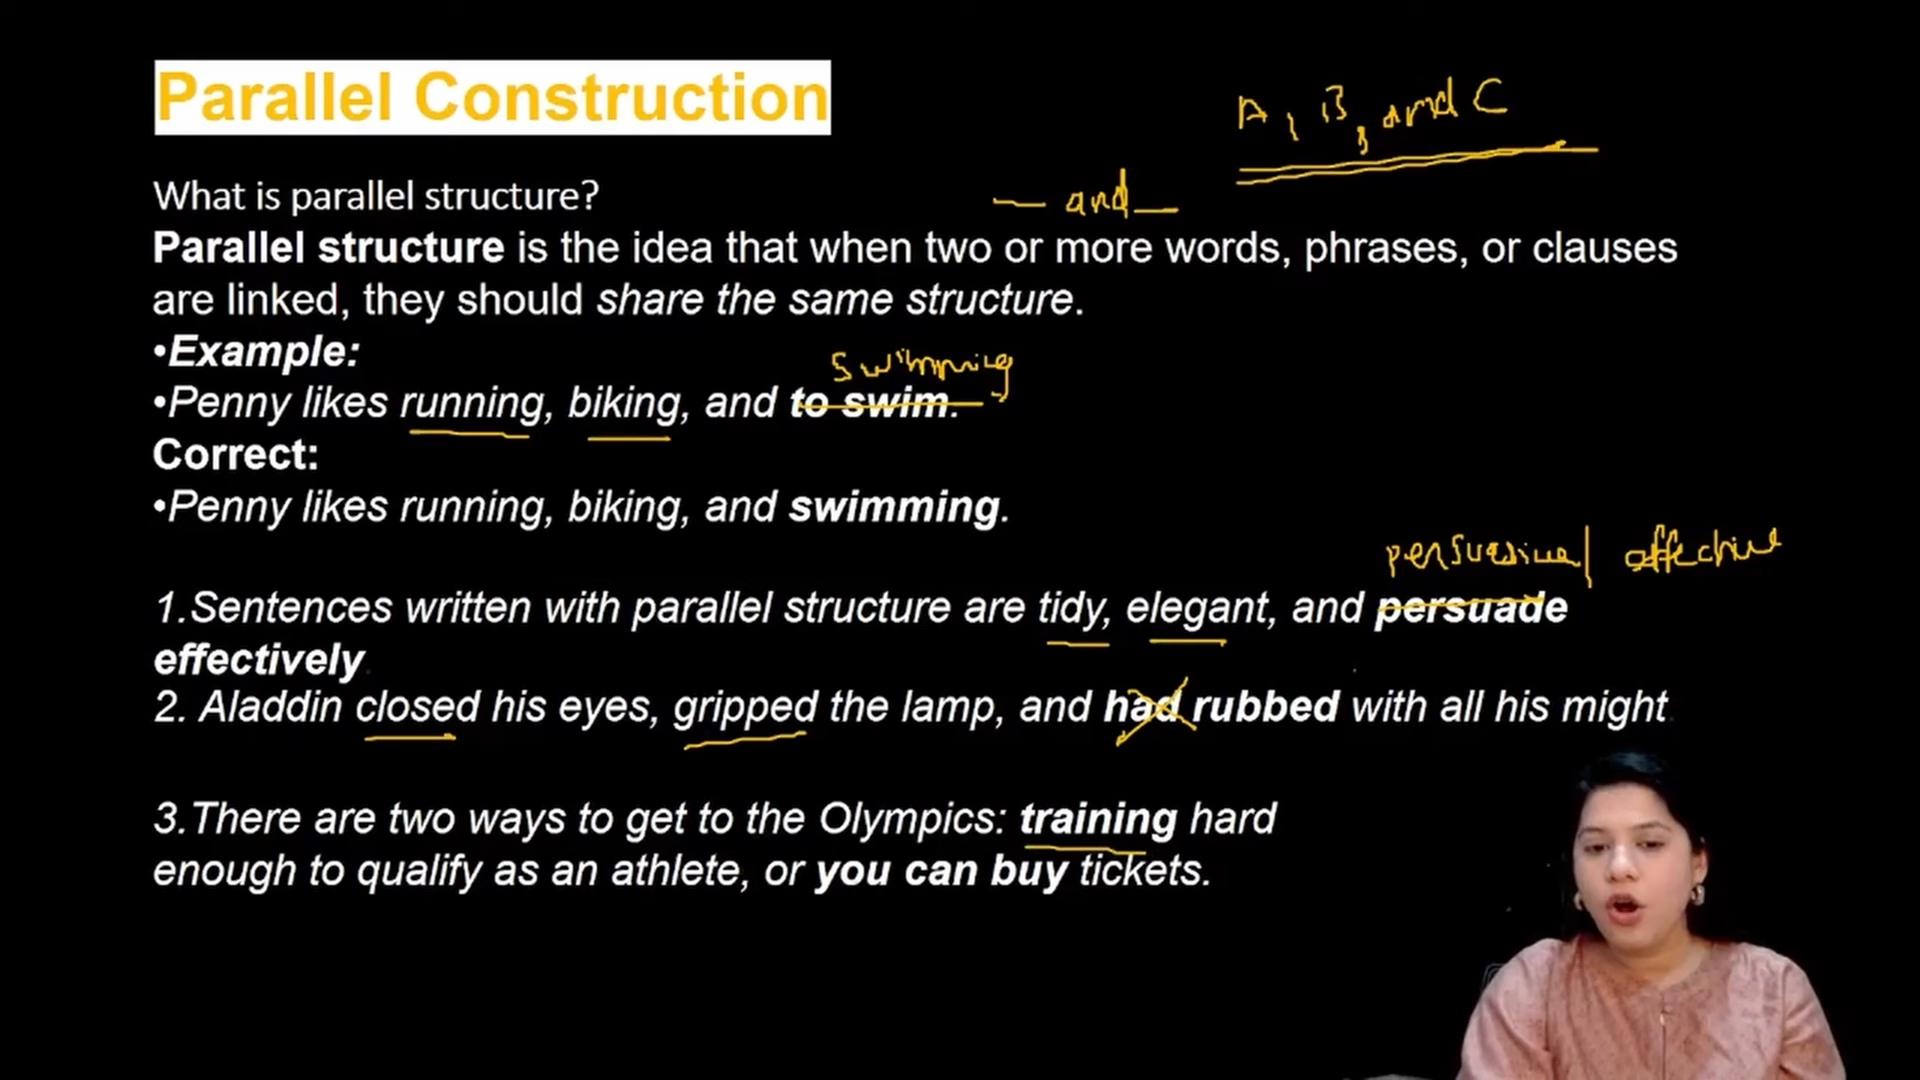 Parallel Construction
A, B, and C
What is parallel structure?
— and —
Parallel structure is the idea that when two or more words, phrases, or clauses
are linked, they should share the same structure.
•Example:
swimming
•Penny likes running, biking, and to swim.
Correct:
•Penny likes running, biking, and swimming.
persuasive/ effective
1.Sentences written with parallel structure are tidy, elegant, and persuade
effectively.
2. Aladdin closed his eyes, gripped the lamp, and had rubbed with all his might.
3.There are two ways to get to the Olympics: training hard
enough to qualify as an athlete, or you can buy tickets.